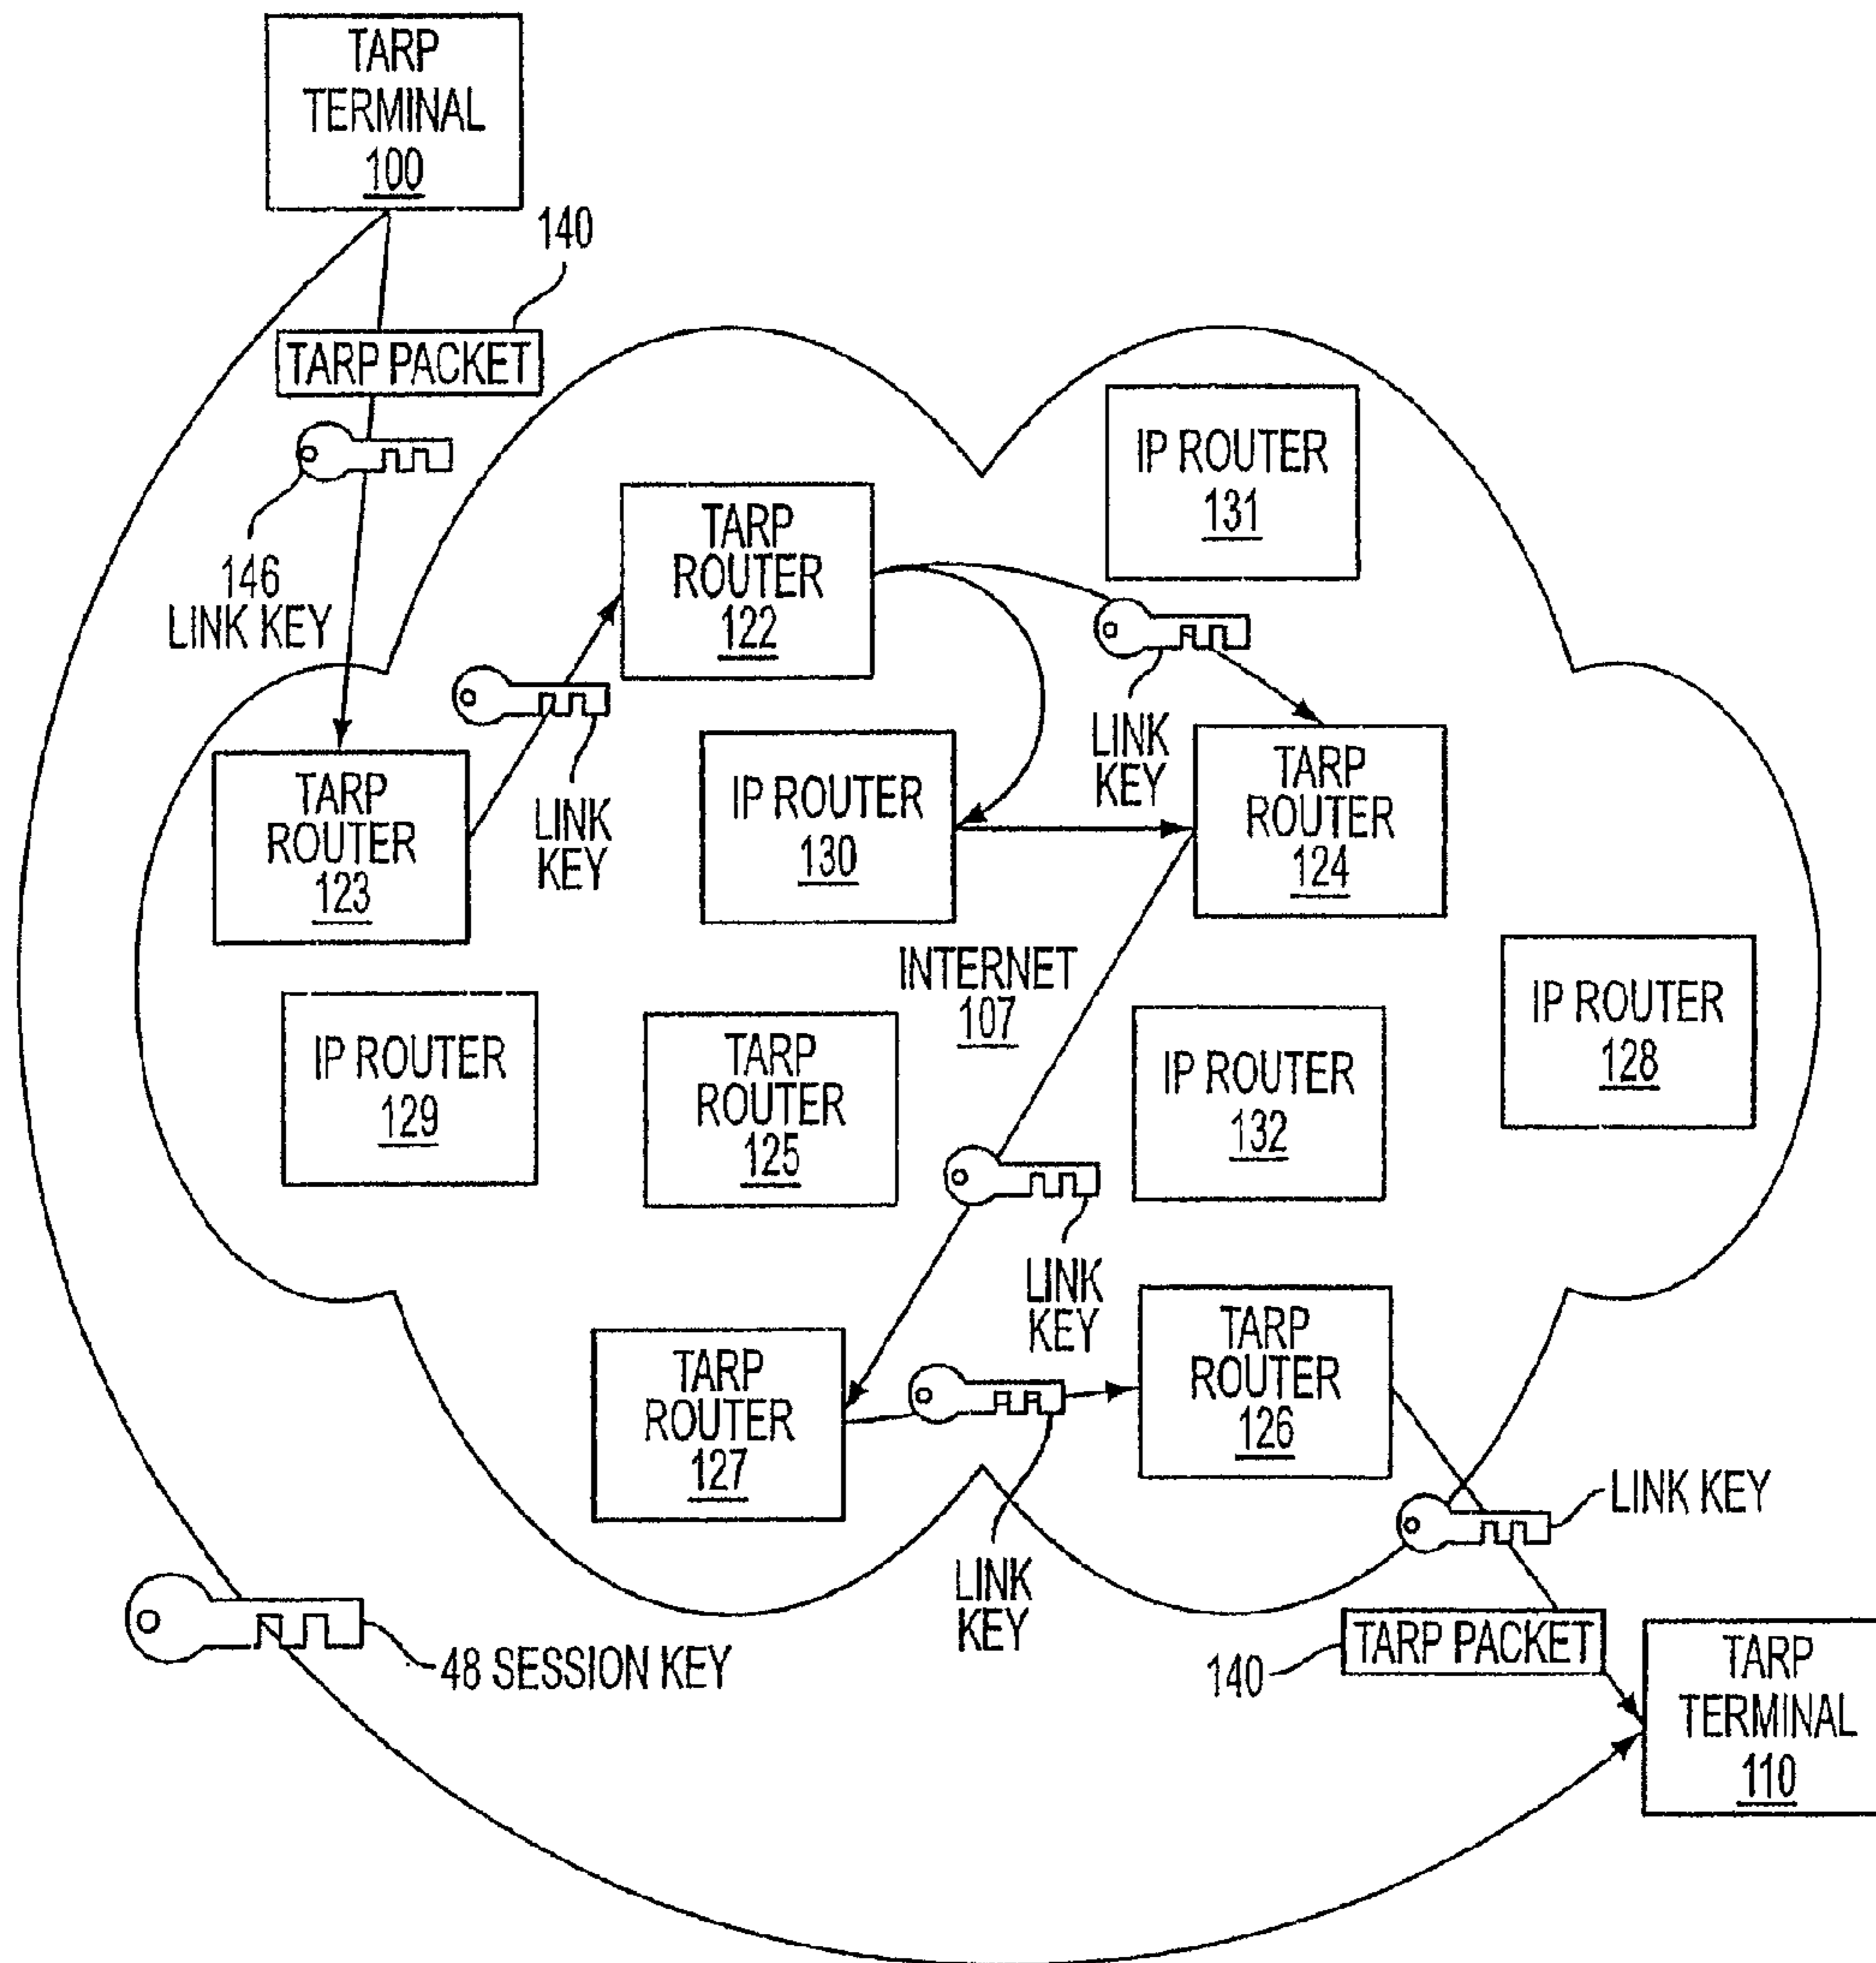 TARP
TERMINAL
100
140
TARP PACKET
146
LINK KEY
IP ROUTER
131
TARP
ROUTER
122
LINK
KEY
LINK
KEY
TARP
ROUTER
123
IP ROUTER
130
TARP
ROUTER
124
INTERNET
107
IP ROUTER
128
IP ROUTER
129
TARP
ROUTER
125
IP ROUTER
132
LINK
KEY
TARP
ROUTER
127
TARP
ROUTER
126
LINK KEY
LINK
KEY
48 SESSION KEY
140
TARP PACKET
TARP
TERMINAL
110